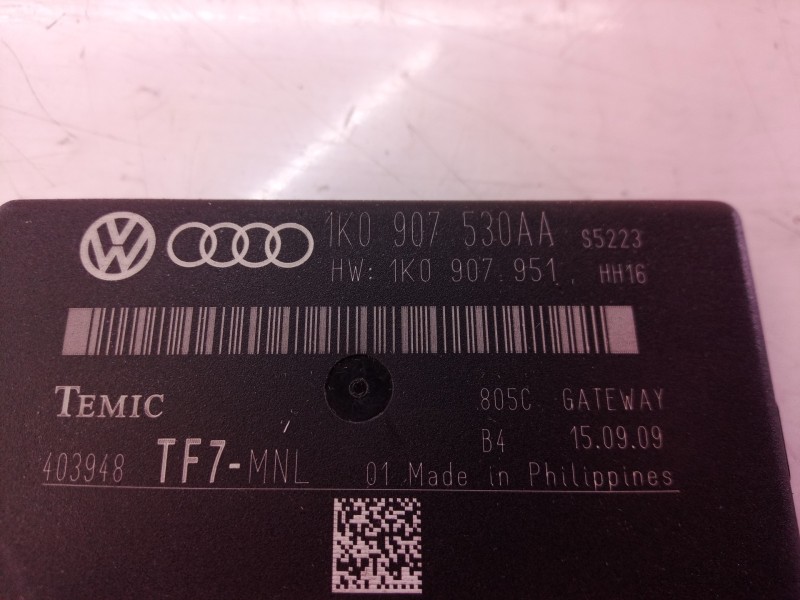 1K0 907 530AA S5223
HW: 1K0 907 951 HH16
TEMIC
805C GATEWAY
B4 15.09.09
403948 TF7-MNL 01 Made in Philippines